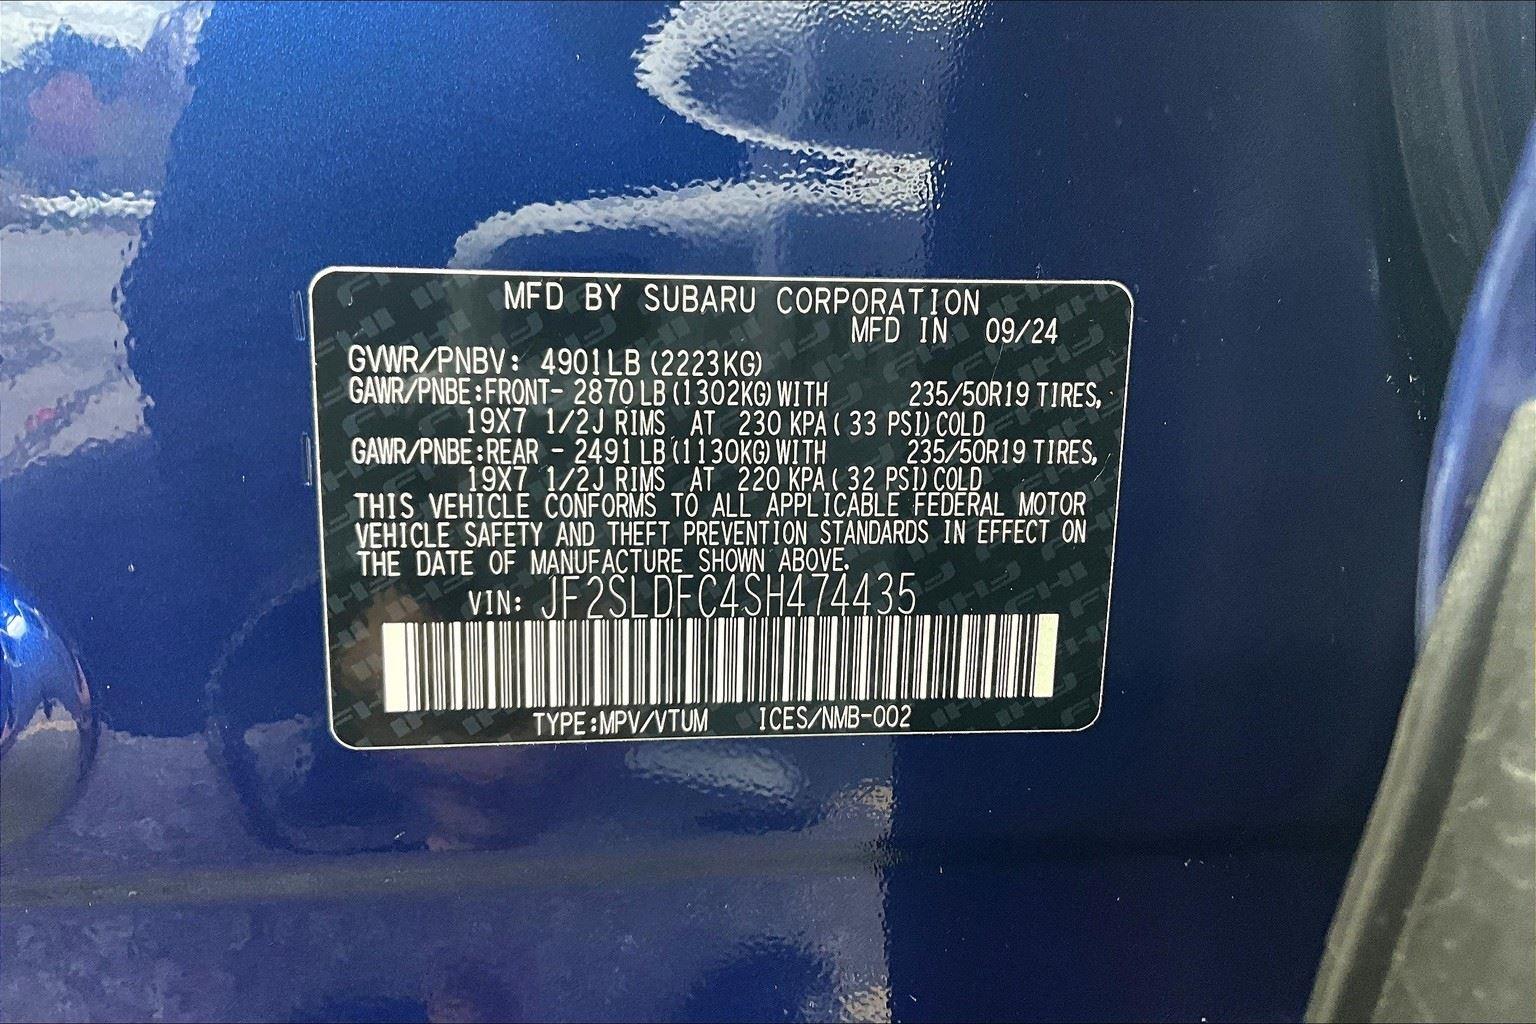 MFD BY SUBARU CORPORATION
MFD IN 09/24
GVWR/PNBV: 4901LB (2223KG)
GAWR/PNBE:FRONT- 2870 LB (1302KG) WITH 235/50R19 TIRES,
19X7 1/2J RIMS AT 230 KPA ( 33 PSI) COLD
GAWR/PNBE:REAR - 2491 LB (1130KG) WITH 235/50R19 TIRES,
19X7 1/2J RIMS AT 220 KPA ( 32 PSI) COLD
THIS VEHICLE CONFORMS TO ALL APPLICABLE FEDERAL MOTOR
VEHICLE SAFETY AND THEFT PREVENTION STANDARDS IN EFFECT ON
THE DATE OF MANUFACTURE SHOWN ABOVE.
VIN: JF2SLDFC4SH474435
TYPE:MPV/VTUM ICES/NMB-002